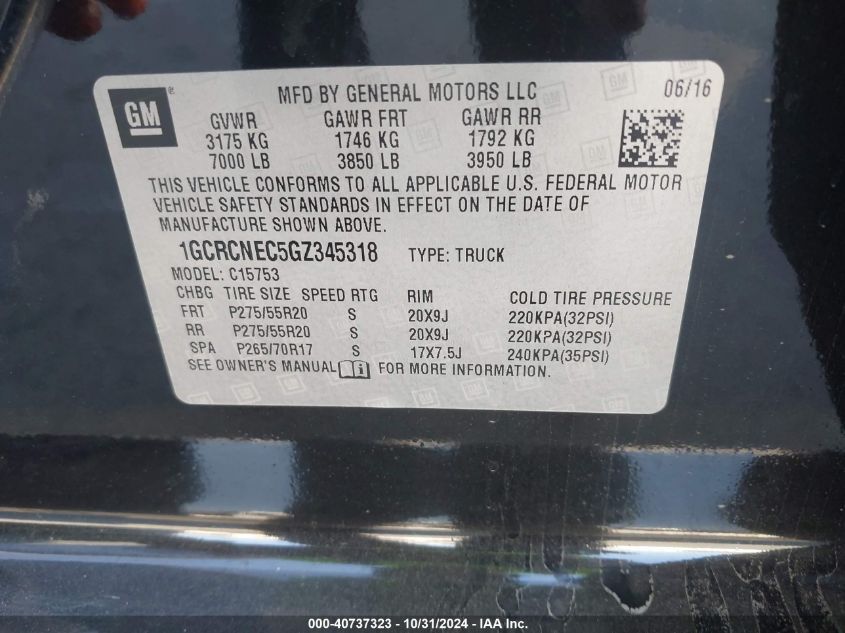 GM
®
MFD BY GENERAL MOTORS LLC 06/16
GVWR GAWR FRT GAWR RR
3175 KG 1746 KG 1792 KG
7000 LB 3850 LB 3950 LB
THIS VEHICLE CONFORMS TO ALL APPLICABLE U.S. FEDERAL MOTOR
VEHICLE SAFETY STANDARDS IN EFFECT ON THE DATE OF
MANUFACTURE SHOWN ABOVE.
1GCRCNEC5GZ345318 TYPE: TRUCK
MODEL: C15753
CHBG TIRE SIZE SPEED RTG RIM COLD TIRE PRESSURE
FRT P275/55R20 S 20X9J 220KPA(32PSI)
RR P275/55R20 S 20X9J 220KPA(32PSI)
SPA P265/70R17 S 17X7.5J 240KPA(35PSI)
SEE OWNER'S MANUAL FOR MORE INFORMATION.
000-40737323 - 10/31/2024 - IAA Inc.